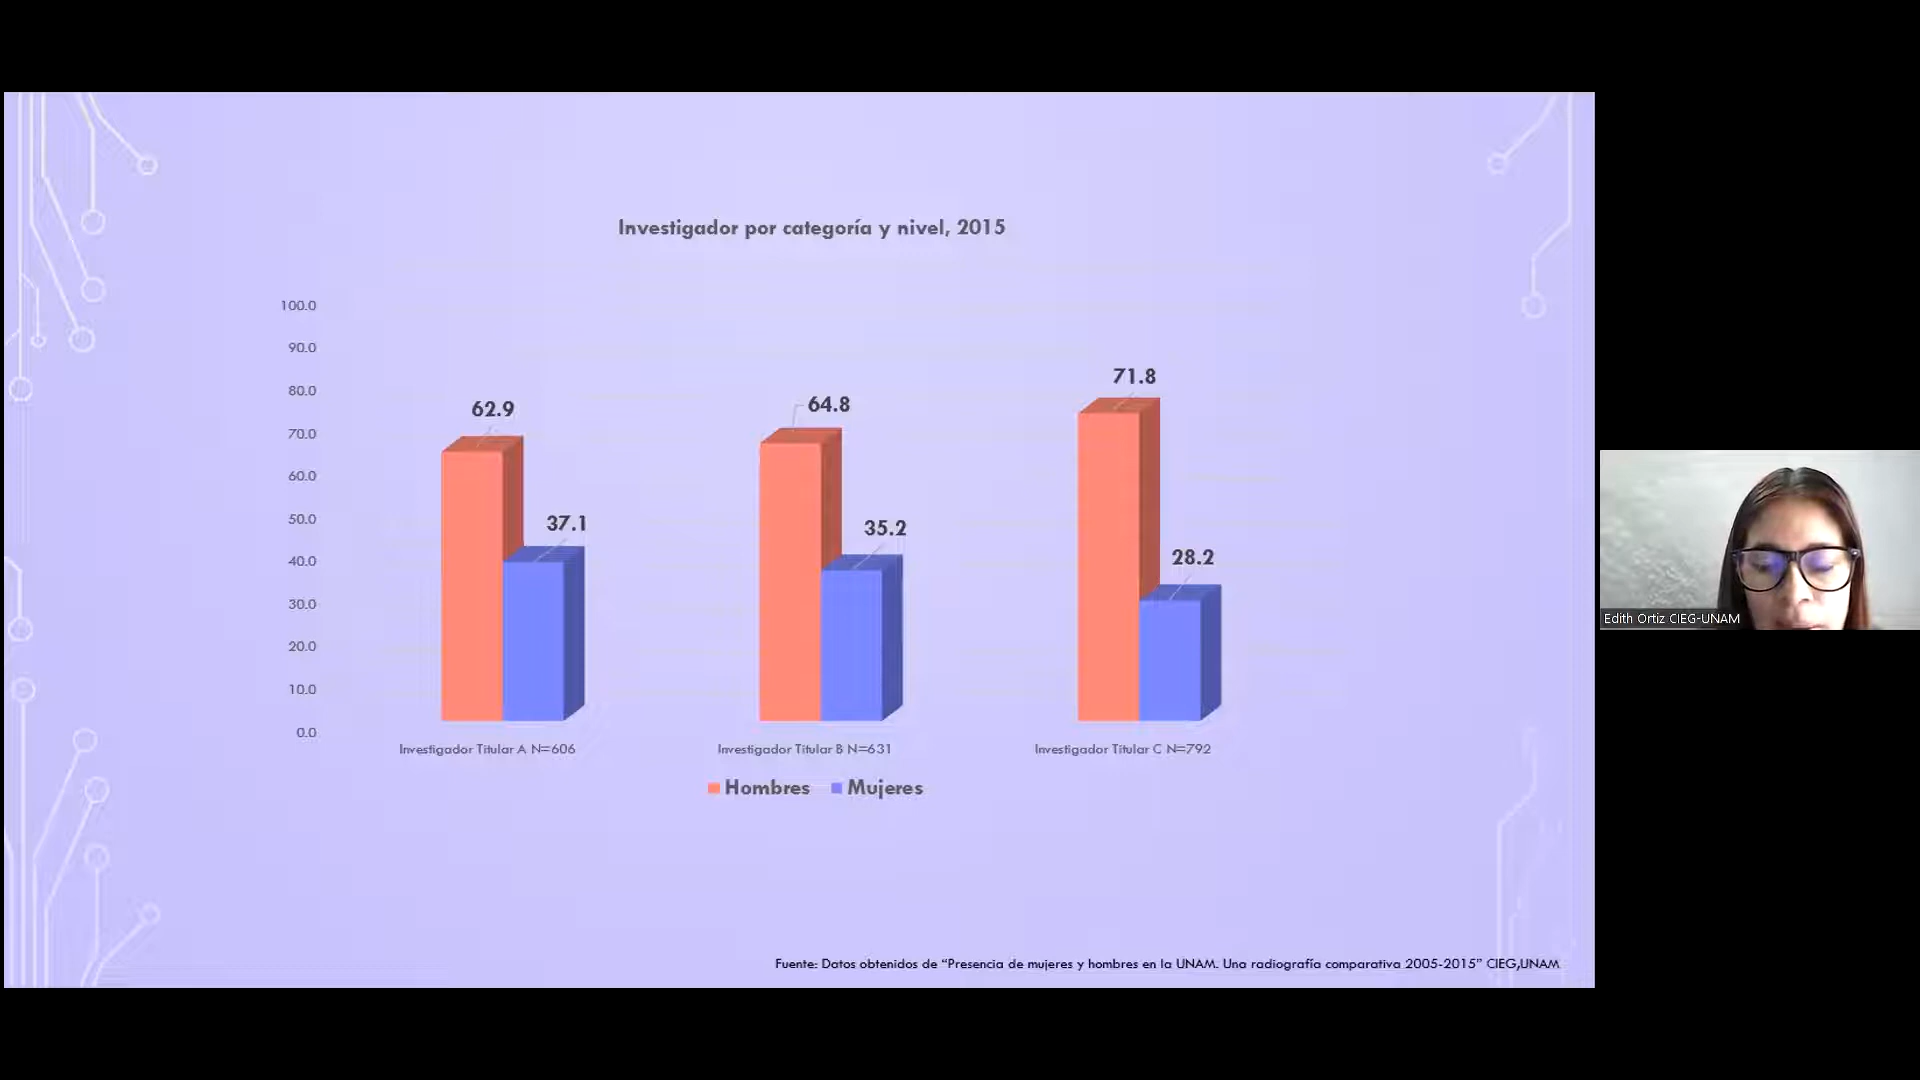 Investigador por categoría y nivel, 2015
100.0
90.0
80.0
70.0
60.0
50.0
40.0
30.0
20.0
10.0
0.0
62.9
37.1
64.8
35.2
71.8
28.2
Investigador Titular A N=606
Investigador Titular B N=631
Investigador Titular C N=792
Hombres Mujeres
Fuente: Datos obtenidos de “Presencia de mujeres y hombres en la UNAM. Una radiografía comparativa 2005-2015” CIEG,UNAM
Edith Ortiz CIEG-UNAM